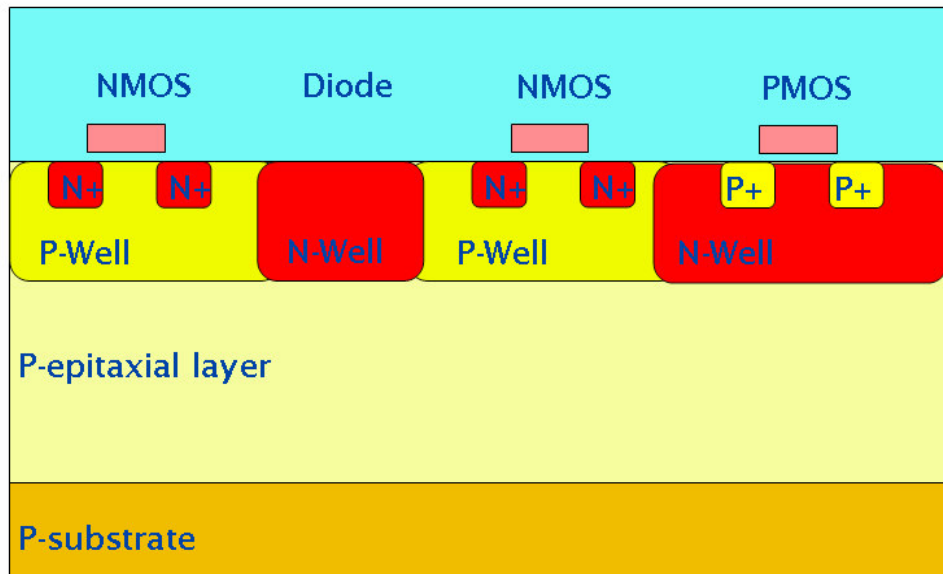 NMOS
Diode
NMOS
PMOS
N+
N+
N+
N+
P+
P+
P-Well
N-Well
P-Well
N-Well
P-epitaxial layer
P-substrate